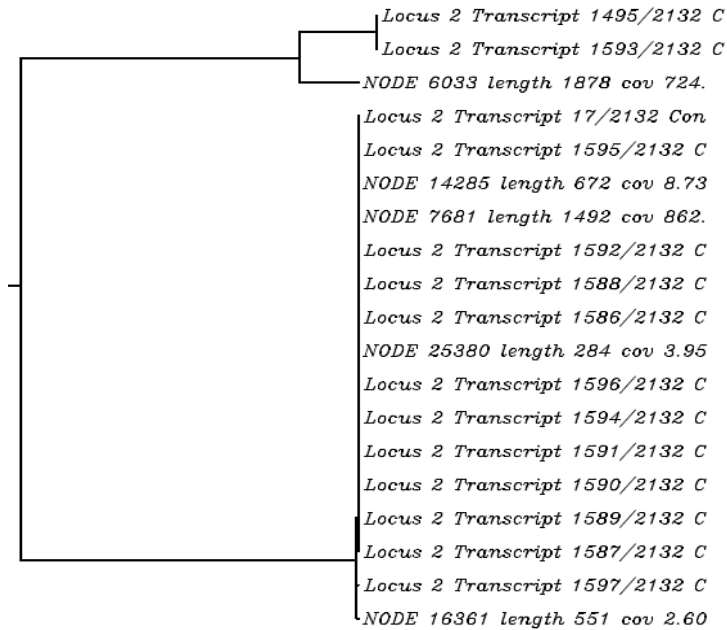 Locus 2 Transcript 1495/2132 C
Locus 2 Transcript 1593/2132 C
NODE 6033 length 1878 cov 724.
Locus 2 Transcript 17/2132 Con
Locus 2 Transcript 1595/2132 C
NODE 14285 length 672 cov 8.73
NODE 7681 length 1492 cov 862.
Locus 2 Transcript 1592/2132 C
Locus 2 Transcript 1588/2132 C
Locus 2 Transcript 1586/2132 C
NODE 25380 length 284 cov 3.95
Locus 2 Transcript 1596/2132 C
Locus 2 Transcript 1594/2132 C
Locus 2 Transcript 1591/2132 C
Locus 2 Transcript 1590/2132 C
Locus 2 Transcript 1589/2132 C
Locus 2 Transcript 1587/2132 C
Locus 2 Transcript 1597/2132 C
NODE 16361 length 551 cov 2.60